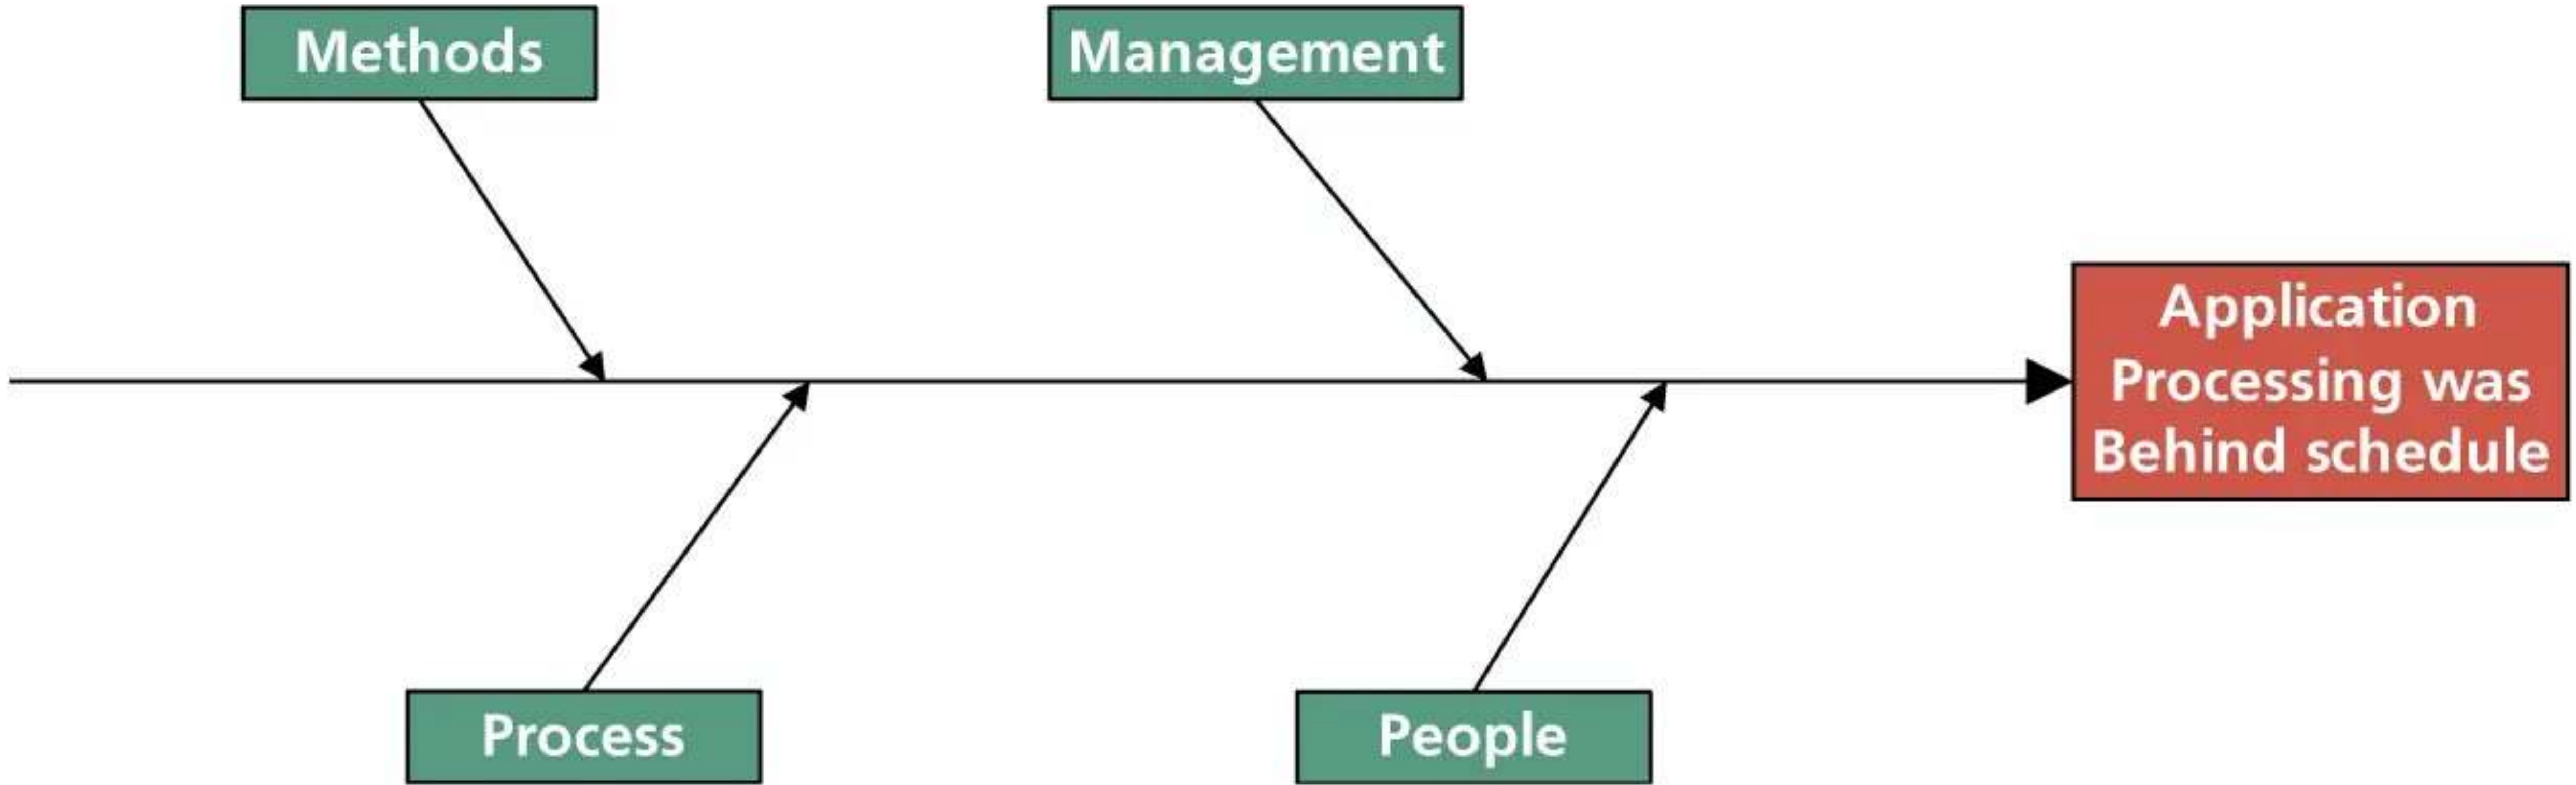 Methods
Management
Application
Processing was
Behind schedule
Process
People